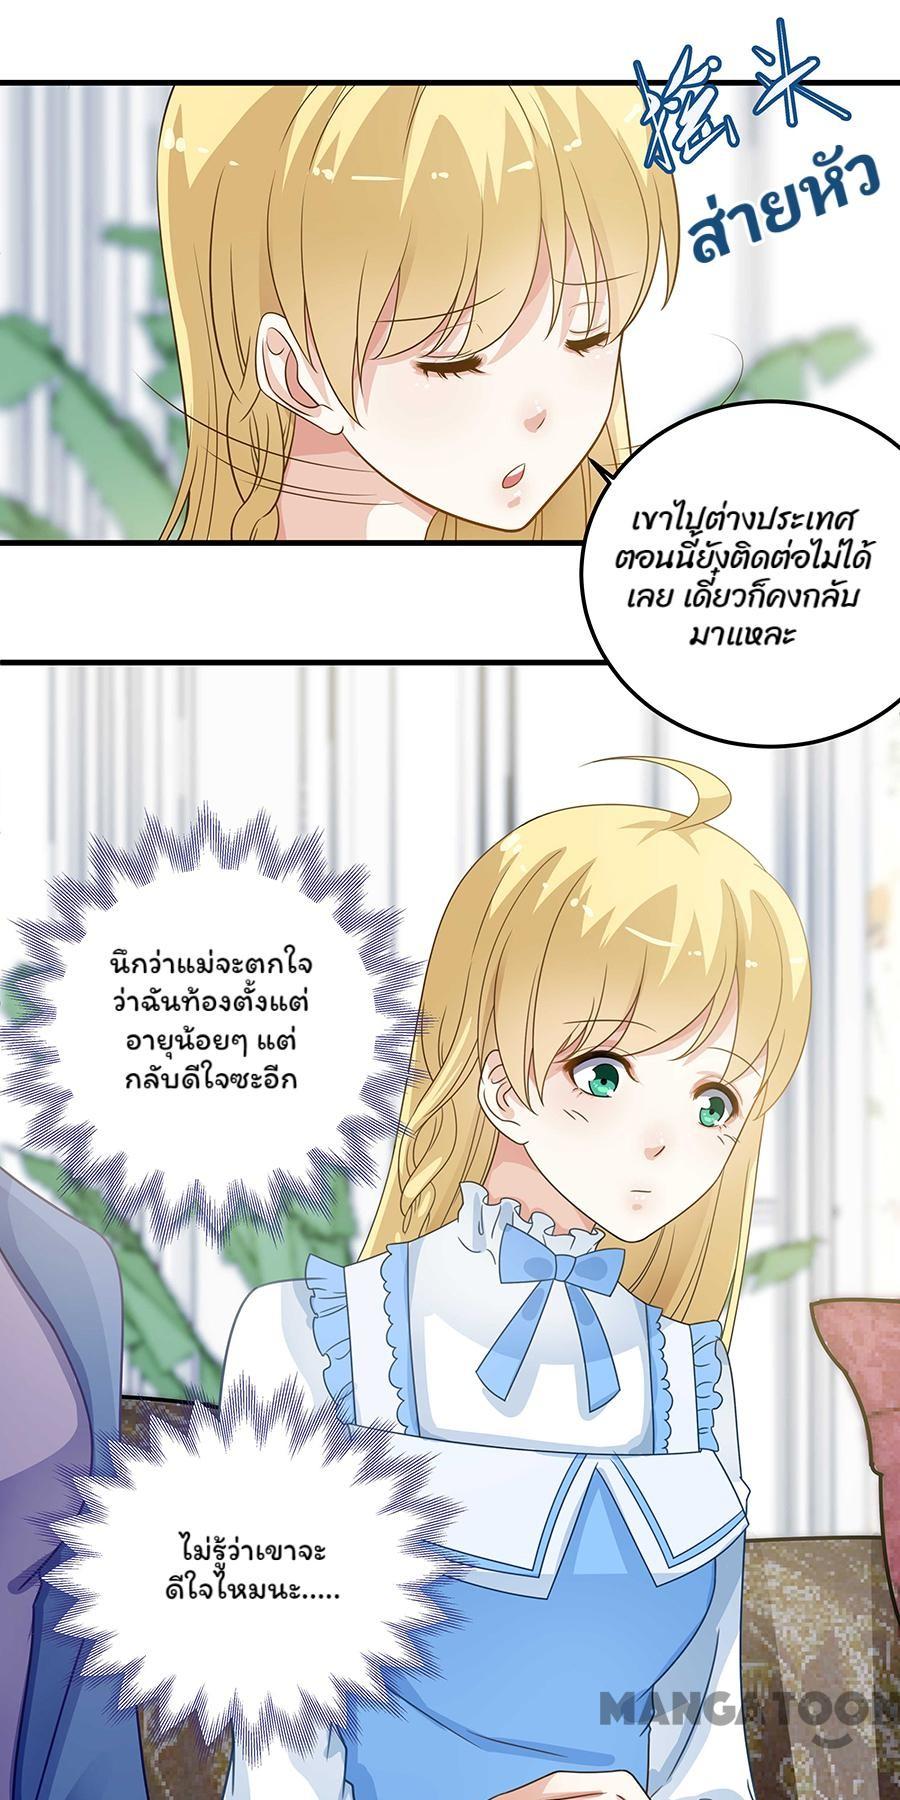 摇头
ส่ายหัว
เขาไปต่างประเทศ
ตอนนี้ยังติดต่อไม่ได้
เลย เดี๋ยวก็คงกลับ
มาแหละ
นึกว่าแม่จะตกใจ
ว่าฉันท้องตั้งแต่
อายุน้อยๆ แต่
กลับดีใจซะอีก
ไม่รู้ว่าเขาจะ
ดีใจไหมนะ.....
MANGATOON